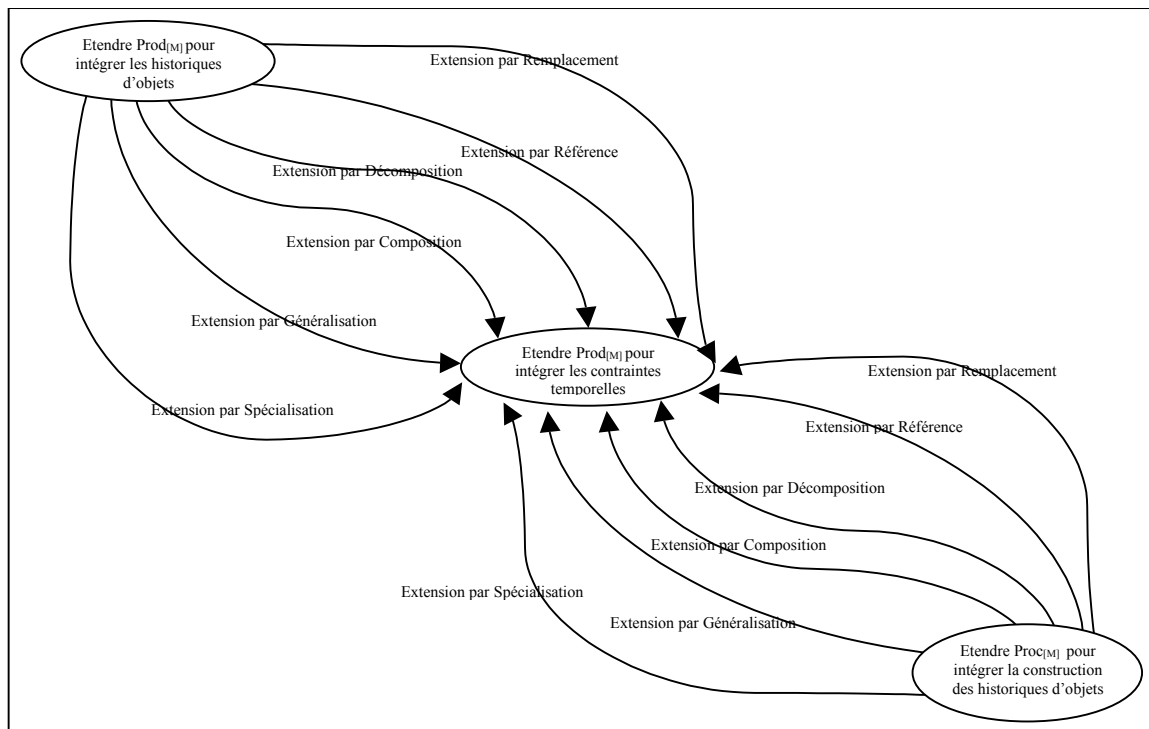 Etendre Prod[M] pour
intégrer les historiques
d'objets
Extension par Remplacement
Extension par Référence
Extension par Décomposition
Extension par Composition
Extension par Généralisation
Extension par Spécialisation
Etendre Prod[M] pour
intégrer les contraintes
temporelles
Extension par Remplacement
Extension par Référence
Extension par Décomposition
Extension par Composition
Extension par Spécialisation
Extension par Généralisation
Etendre Proc[M] pour
intégrer la construction
des historiques d'objets